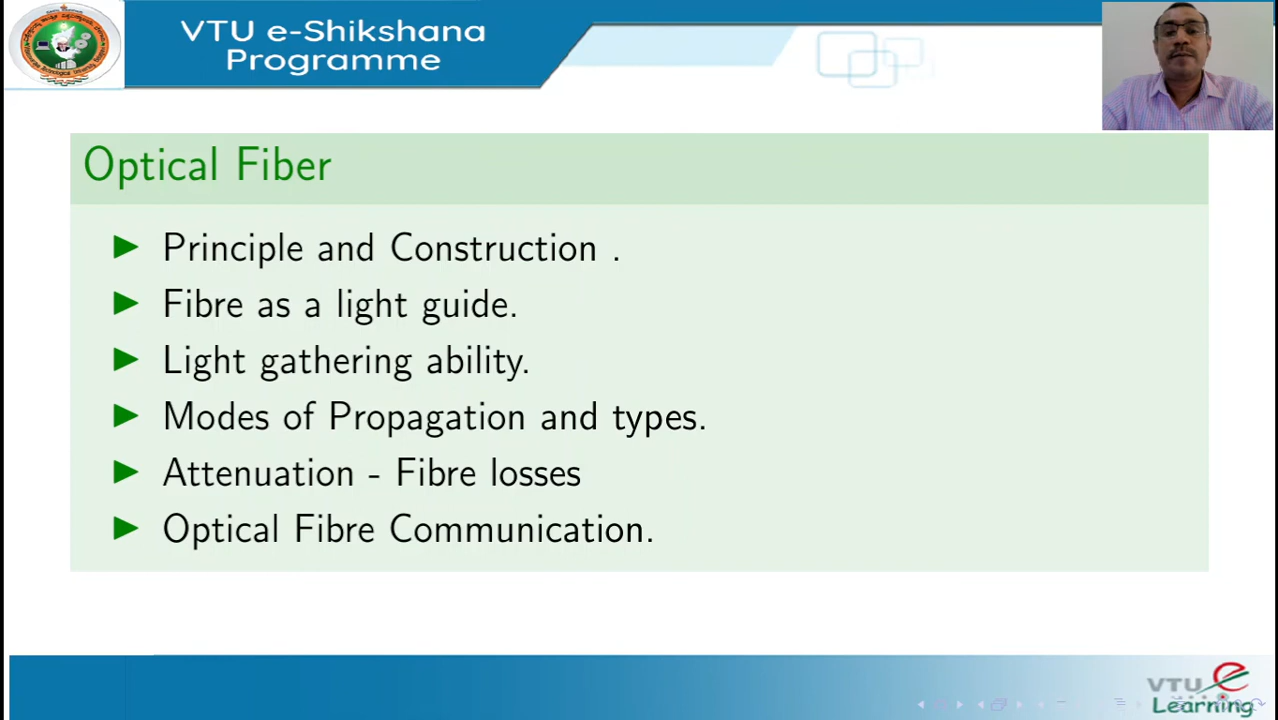 VTU e-Shikshana
Programme
Optical Fiber
Principle and Construction .
Fibre as a light guide.
Light gathering ability.
Modes of Propagation and types.
Attenuation - Fibre losses
Optical Fibre Communication.
VTU e
Learning